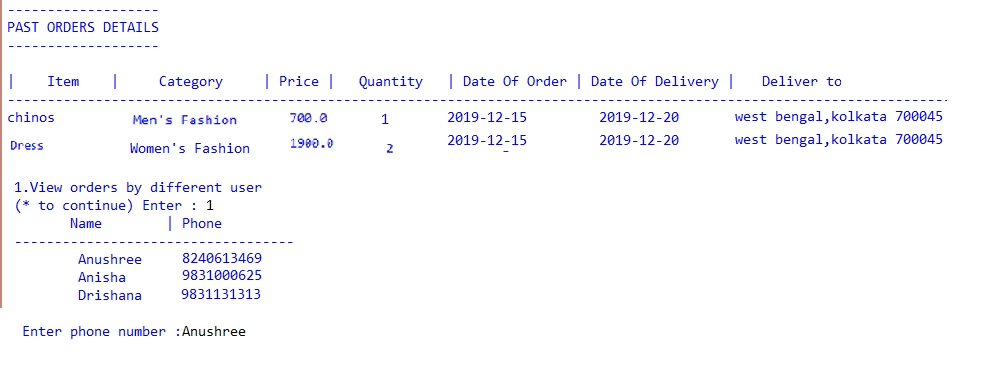 -------------------
PAST ORDERS DETAILS
-------------------
| Item | Category | Price | Quantity | Date Of Order | Date Of Delivery | Deliver to
----------------------------------------------------------------------------------------------------------------------
chinos Men's Fashion 700.0 1 2019-12-15 2019-12-20 west bengal,kolkata 700045
Dress Women's Fashion 1900.0 2 2019-12-15 2019-12-20 west bengal,kolkata 700045
1.View orders by different user
(* to continue) Enter : 1
Name | Phone
-----------------------------------
Anushree 8240613469
Anisha 9831000625
Drishana 9831131313
Enter phone number :Anushree